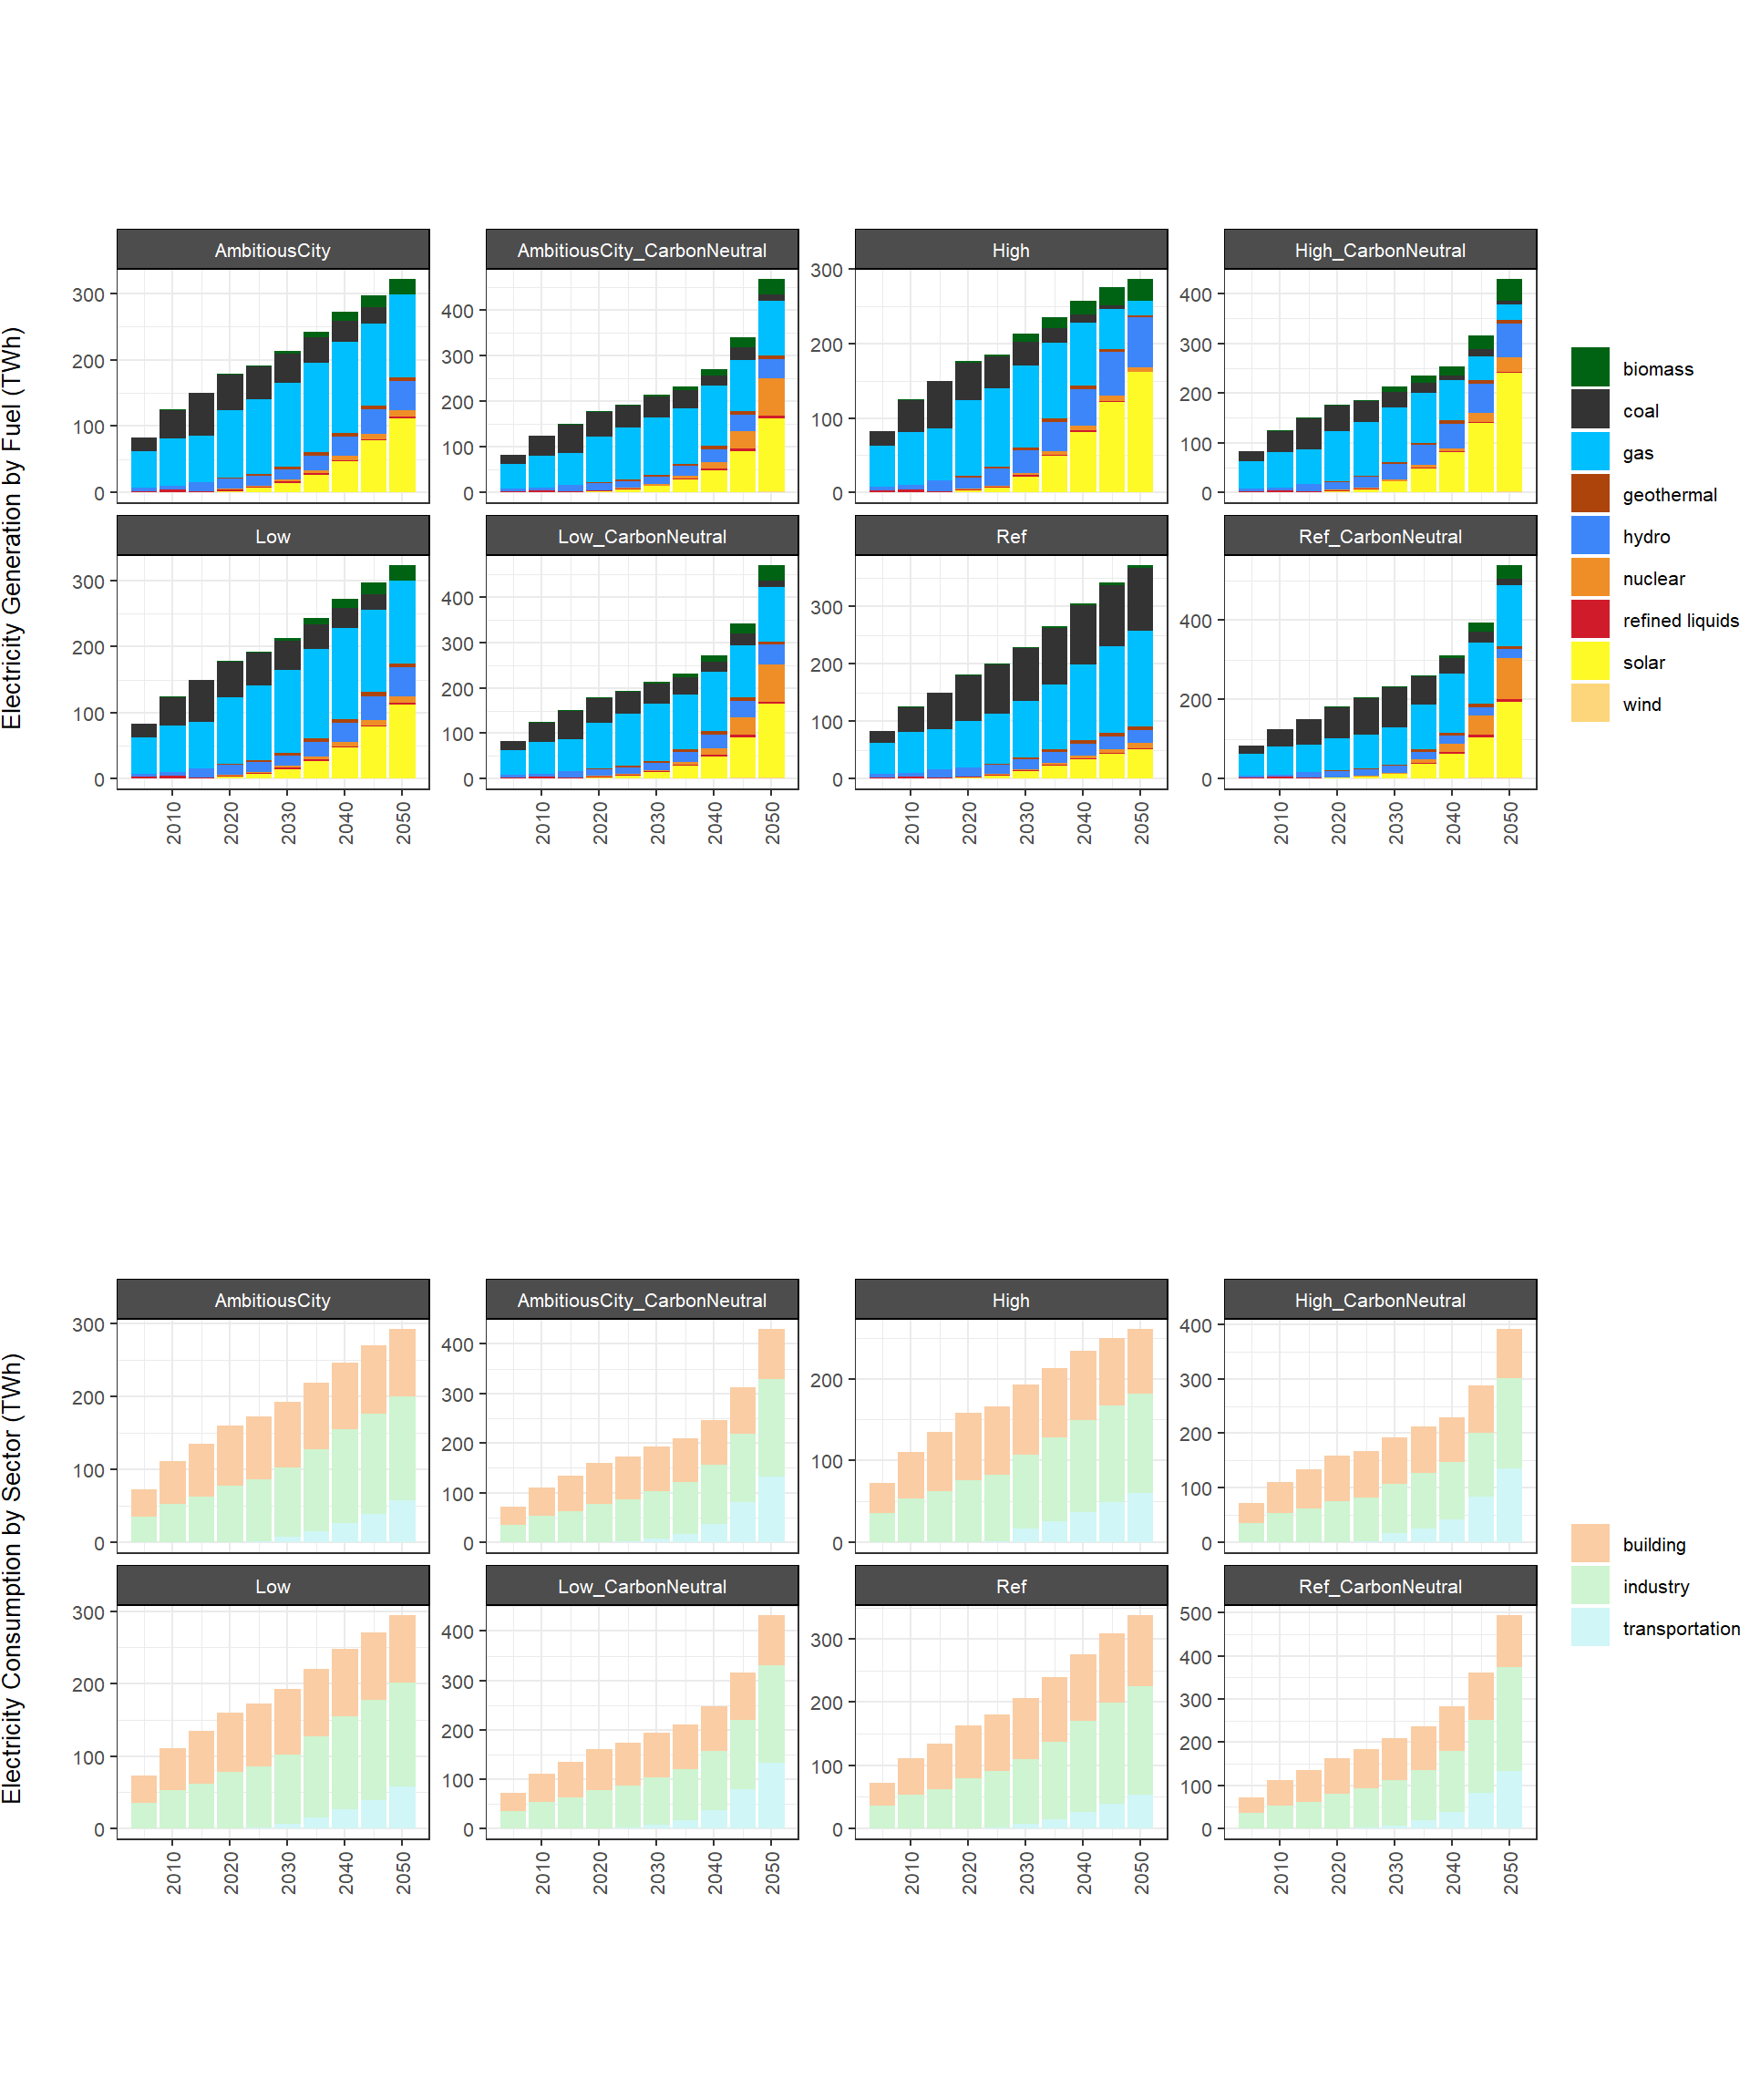 Electricity Generation by Fuel (TWh)
AmbitiousCity
AmbitiousCity_CarbonNeutral
High
High_CarbonNeutral
300
200
100
0
400
300
200
100
0
300
200
100
0
400
300
200
100
0
Low
Low_CarbonNeutral
Ref
Ref_CarbonNeutral
300
200
100
0
400
300
200
100
0
300
200
100
0
400
200
0
2010 2020 2030 2040 2050
2010 2020 2030 2040 2050
2010 2020 2030 2040 2050
2010 2020 2030 2040 2050
biomass
coal
gas
geothermal
hydro
nuclear
refined liquids
solar
wind
Electricity Consumption by Sector (TWh)
AmbitiousCity
AmbitiousCity_CarbonNeutral
High
High_CarbonNeutral
300
200
100
0
400
300
200
100
0
200
100
0
400
300
200
100
0
Low
Low_CarbonNeutral
Ref
Ref_CarbonNeutral
300
200
100
0
400
300
200
100
0
300
200
100
0
500
400
300
200
100
0
2010 2020 2030 2040 2050
2010 2020 2030 2040 2050
2010 2020 2030 2040 2050
2010 2020 2030 2040 2050
building
industry
transportation